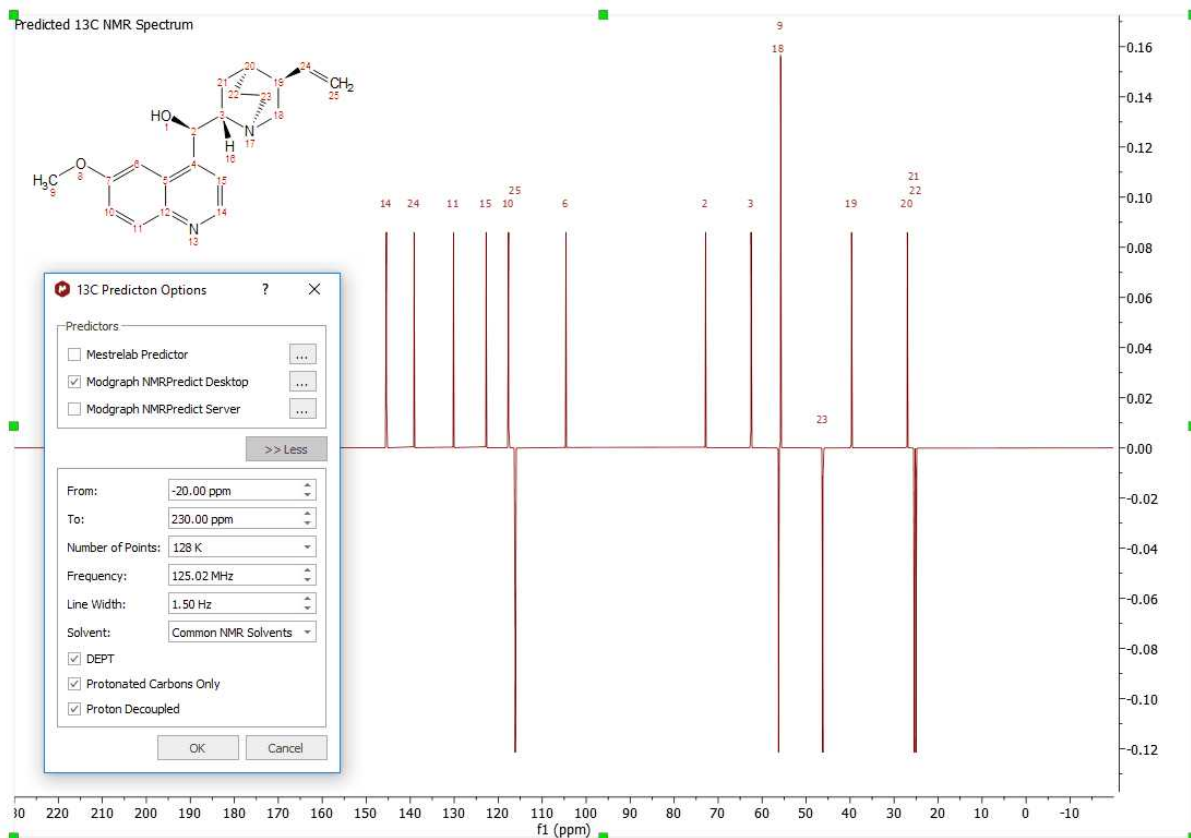 Predicted 13C NMR Spectrum
9
18
0.16
0.14
0.12
0.10
0.08
0.06
0.04
0.02
0.00
-0.02
-0.04
-0.06
-0.08
-0.10
-0.12
20
24
21
19
CH2
25
22
23
3
18
HO
1
2
N
17
H
16
O
8
6
4
H3C
9
7
5
15
10
12
14
11
N
13
25
21
22
14
24
11
15
10
6
2
3
19
20
23
13C Predicton Options
?
Predictors
Mestrelab Predictor
...
Modgraph NMRPredict Desktop
...
Modgraph NMRPredict Server
...
>> Less
From:
-20.00 ppm
To:
230.00 ppm
Number of Points:
128 K
Frequency:
125.02 MHz
Line Width:
1.50 Hz
Solvent:
Common NMR Solvents
DEPT
Protonated Carbons Only
Proton Decoupled
OK
Cancel
30 220 210 200 190 180 170 160 150 140 130 120 110 100 90 80 70 60 50 40 30 20 10 0 -10
f1 (ppm)